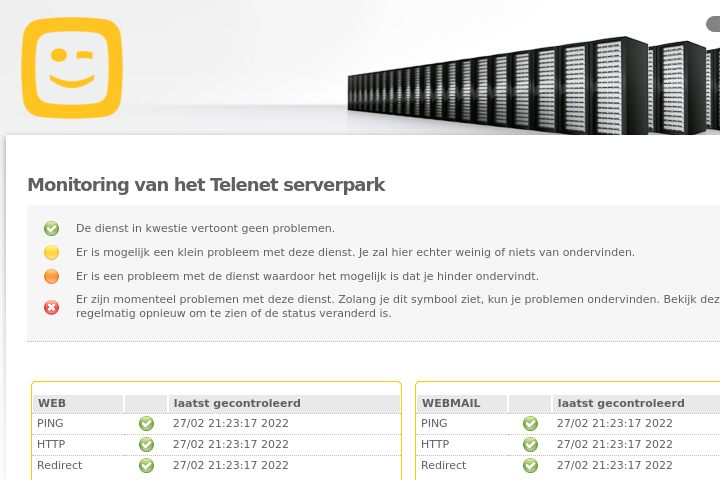 Monitoring van het Telenet serverpark
De dienst in kwestie vertoont geen problemen.
Er is mogelijk een klein probleem met deze dienst. Je zal hier echter weinig of niets van ondervinden.
Er is een probleem met de dienst waardoor het mogelijk is dat je hinder ondervindt.
Er zijn momenteel problemen met deze dienst. Zolang je dit symbool ziet, kun je problemen ondervinden. Bekijk
regelmatig opnieuw om te zien of de status veranderd is.
WEB laatst gecontroleerd
PING 27/02 21:23:17 2022
HTTP 27/02 21:23:17 2022
Redirect 27/02 21:23:17 2022
WEBMAIL laatst gecontroleerd
PING 27/02 21:23:17 2022
HTTP 27/02 21:23:17 2022
Redirect 27/02 21:23:17 2022